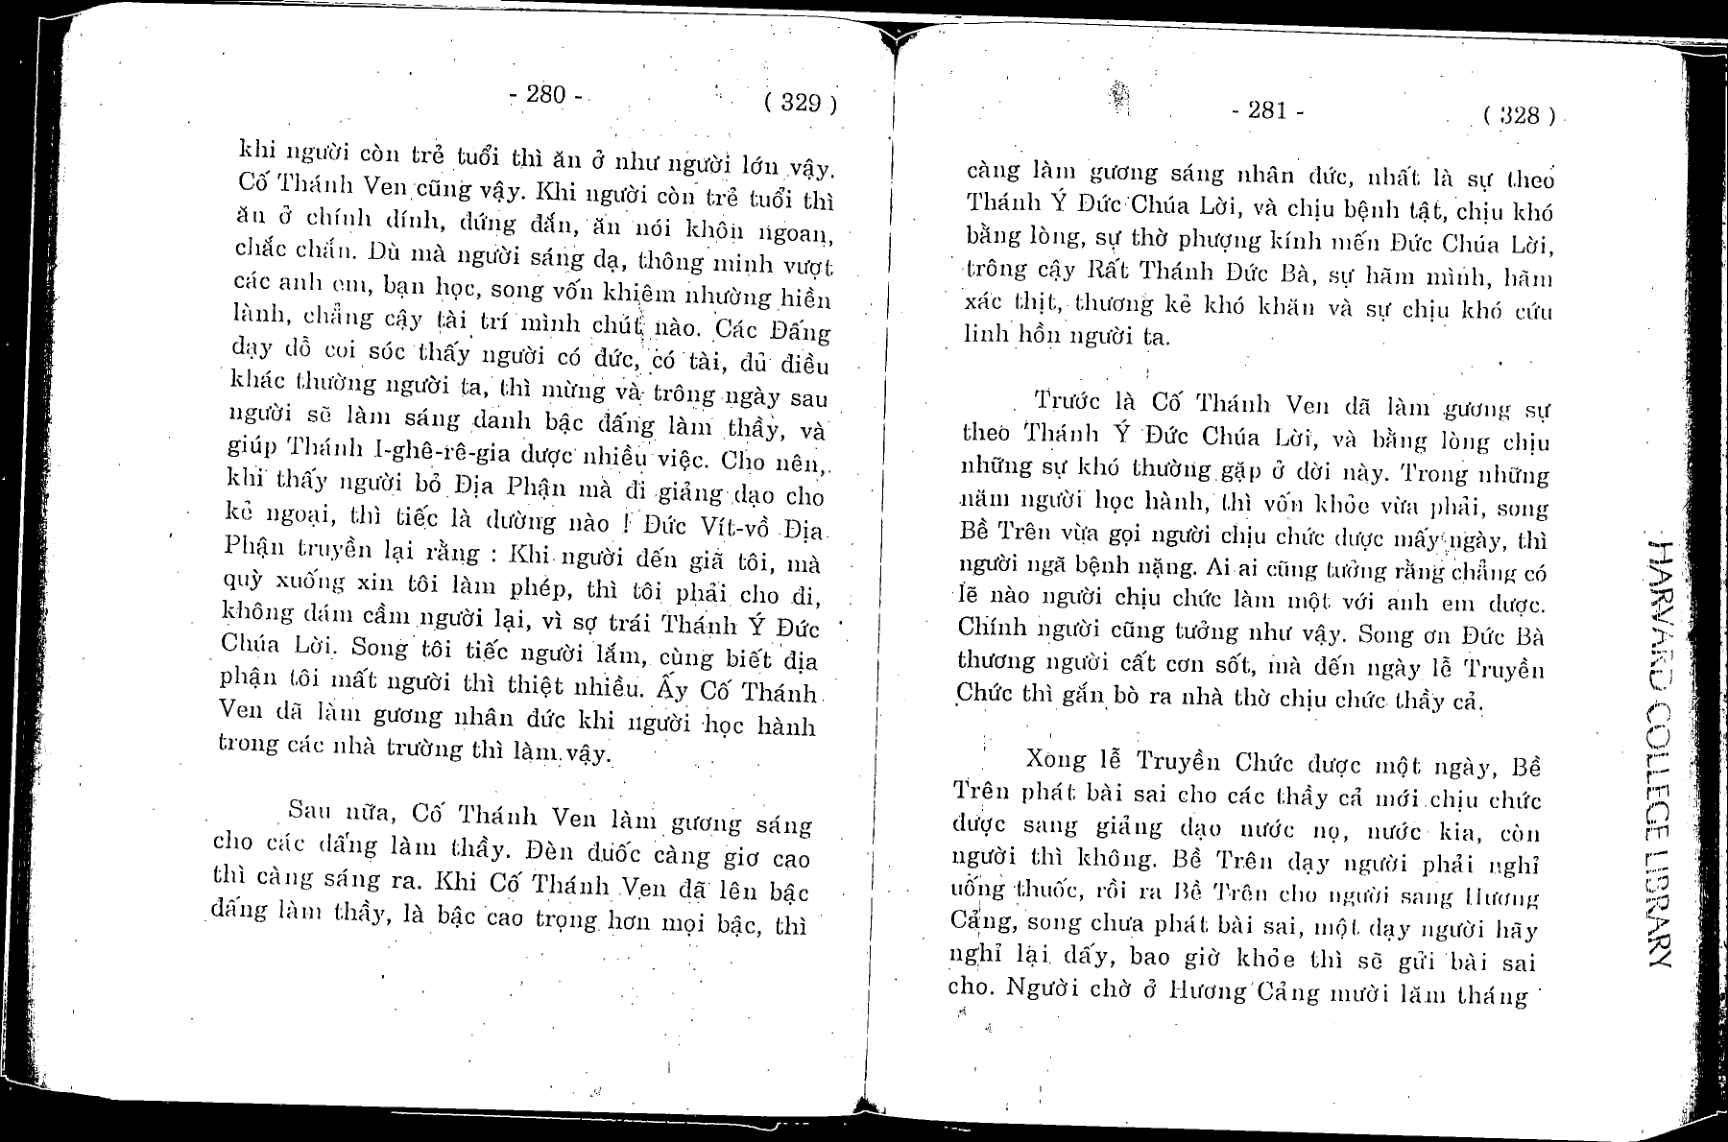 - 280 -
( 329 )
khi người còn trẻ tuổi thì ăn ở như người lớn vậy.
Cố Thánh Ven cũng vậy. Khi người còn trẻ tuổi thì
ăn ở chính dính, đứng đắn, ăn nói khôn ngoan,
chắc chắn. Dù mà người sáng dạ, thông minh vượt
các anh em, bạn học, song vốn khiêm nhường hiền
lành, chẳng cậy tài trí mình chút nào. Các Đấng
dạy dỗ coi sóc thấy người có đức, có tài, đủ điều
khác thường người ta, thì mừng và trông ngày sau
người sẽ làm sáng danh bậc đấng làm thầy, và
giúp Thánh I-ghê-rê-gia được nhiều việc. Cho nên,
khi thấy người bỏ Địa Phận mà đi giảng đạo cho
kẻ ngoại, thì tiếc là dường nào ! Đức Vít-vồ Địa
Phận truyền lại rằng : Khi người đến giã tôi, mà
quỳ xuống xin tôi làm phép, thì tôi phải cho đi,
không dám cầm người lại, vì sợ trái Thánh Ý Đức
Chúa Lời. Song tôi tiếc người lắm, cùng biết địa
phận tôi mất người thì thiệt nhiều. Ấy Cố Thánh
Ven đã làm gương nhân đức khi người học hành
trong các nhà trường thì làm vậy.
Sau nữa, Cố Thánh Ven làm gương sáng
cho các đấng làm thầy. Đèn đuốc càng giơ cao
thì càng sáng ra. Khi Cố Thánh Ven đã lên bậc
đấng làm thầy, là bậc cao trọng hơn mọi bậc, thì
- 281 -
( 328 )
càng làm gương sáng nhân đức, nhất là sự theo
Thánh Ý Đức Chúa Lời, và chịu bệnh tật, chịu khó
bằng lòng, sự thờ phượng kính mến Đức Chúa Lời,
trông cậy Rất Thánh Đức Bà, sự hãm mình, hãm
xác thịt, thương kẻ khó khăn và sự chịu khó cứu
linh hồn người ta.
Trước là Cố Thánh Ven đã làm gương sự
theo Thánh Ý Đức Chúa Lời, và bằng lòng chịu
những sự khó thường gặp ở đời này. Trong những
năm người học hành, thì vốn khỏe vừa phải, song
Bề Trên vừa gọi người chịu chức được mấy ngày, thì
người ngã bệnh nặng. Ai ai cũng tưởng rằng chẳng có
lẽ nào người chịu chức làm một với anh em được.
Chính người cũng tưởng như vậy. Song ơn Đức Bà
thương người cất cơn sốt, mà đến ngày lễ Truyền
Chức thì gắn bò ra nhà thờ chịu chức thầy cả.
Xong lễ Truyền Chức được một ngày, Bề
Trên phát bài sai cho các thầy cả mới chịu chức
được sang giảng đạo nước nọ, nước kia, còn
người thì không. Bề Trên dạy người phải nghỉ
uống thuốc, rồi ra Bề Trên cho người sang Hương
Cảng, song chưa phát bài sai, một dạy người hãy
nghỉ lại đấy, bao giờ khỏe thì sẽ gửi bài sai
cho. Người chờ ở Hương Cảng mười lăm tháng
HARVARD COLLEGE LIBRARY